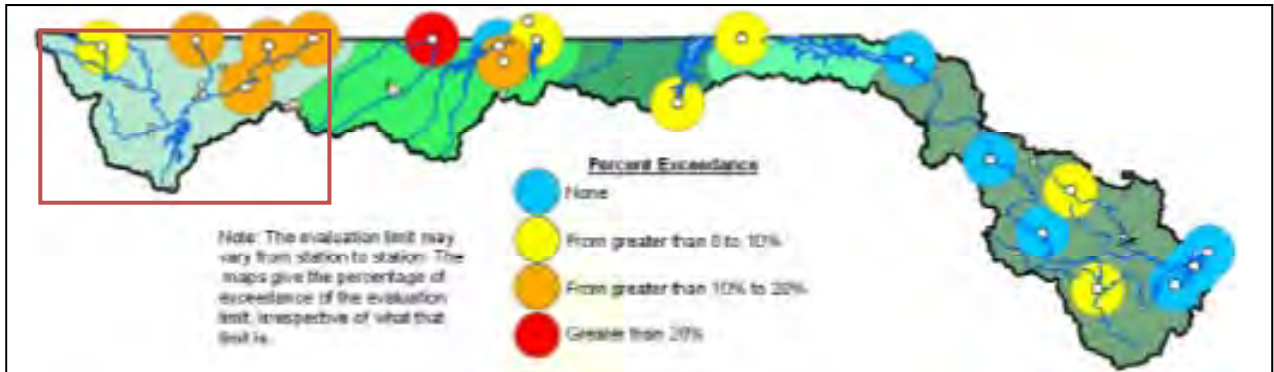 Percent Exceedance
None
From greater than 0 to 10%
From greater than 10% to 20%
Greater than 20%
Note: The evaluation limit may
vary from station to station. The
maps give the percentage of
exceedance of the evaluation
limit, irrespective of what that
limit is.